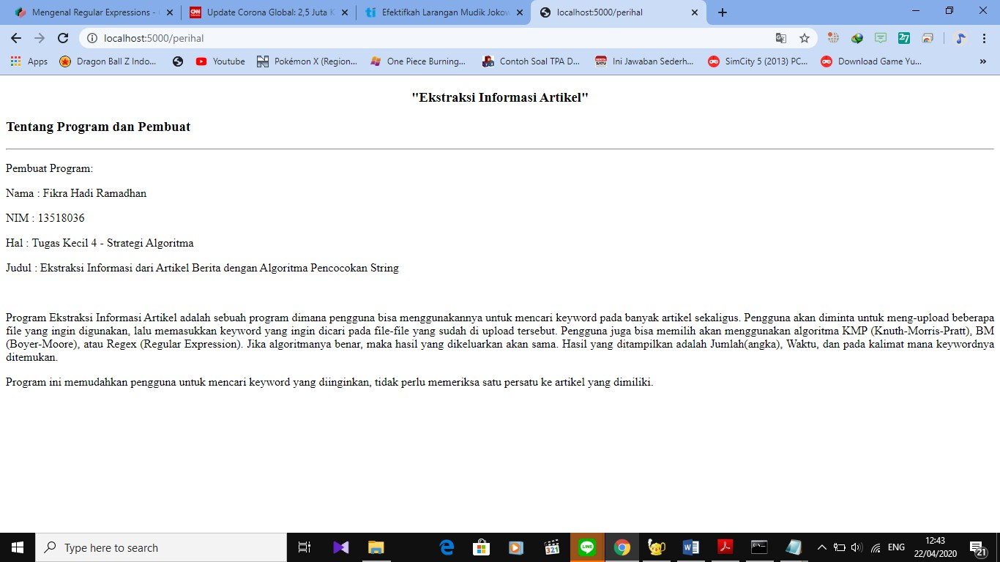 Mengenal Regular Expressions -
Update Corona Global: 2,5 Juta K
Efektifkah Larangan Mudik Jokow
localhost:5000/perihal
localhost:5000/perihal
Apps
Dragon Ball Z Indo...
Youtube
Pokémon X (Region...
One Piece Burning...
Contoh Soal TPA D...
Ini Jawaban Sederh...
SimCity 5 (2013) PC...
Download Game Yu...
»
"Ekstraksi Informasi Artikel"
Tentang Program dan Pembuat
Pembuat Program:
Nama : Fikra Hadi Ramadhan
NIM : 13518036
Hal : Tugas Kecil 4 - Strategi Algoritma
Judul : Ekstraksi Informasi dari Artikel Berita dengan Algoritma Pencocokan String
Program Ekstraksi Informasi Artikel adalah sebuah program dimana pengguna bisa menggunakannya untuk mencari keyword pada banyak artikel sekaligus. Pengguna akan diminta untuk meng-upload beberapa
file yang ingin digunakan, lalu memasukkan keyword yang ingin dicari pada file-file yang sudah di upload tersebut. Pengguna juga bisa memilih akan menggunakan algoritma KMP (Knuth-Morris-Pratt), BM
(Boyer-Moore), atau Regex (Regular Expression). Jika algoritmanya benar, maka hasil yang dikeluarkan akan sama. Hasil yang ditampilkan adalah Jumlah(angka), Waktu, dan pada kalimat mana keywordnya
ditemukan.
Program ini memudahkan pengguna untuk mencari keyword yang diinginkan, tidak perlu memeriksa satu persatu ke artikel yang dimiliki.
Type here to search
ENG
12:43
22/04/2020
21